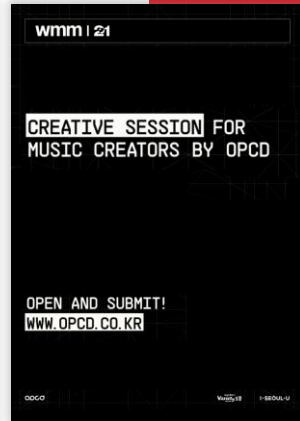 wmm | 21
CREATIVE SESSION FOR
MUSIC CREATORS BY OPCD
OPEN AND SUBMIT!
WWW.OPCD.CO.KR
OPCD
I·SEOUL·U